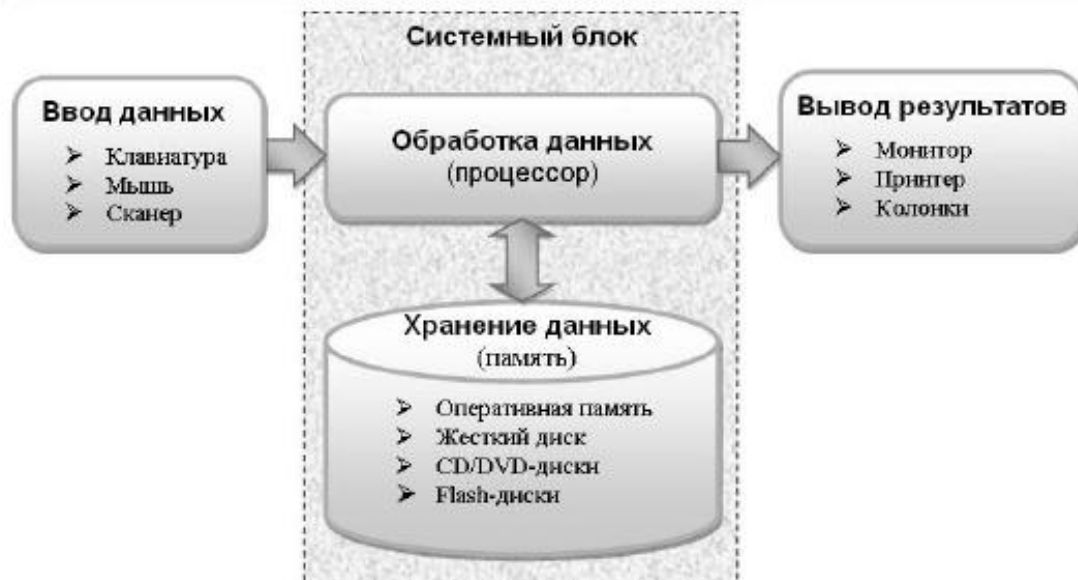 Системный блок
Ввод данных
➤ Клавиатура
➤ Мышь
➤ Сканер
Обработка данных
(процессор)
Вывод результатов
➤ Монитор
➤ Принтер
➤ Колонки
Хранение данных
(память)
➤ Оперативная память
➤ Жесткий диск
➤ CD/DVD-диски
➤ Flash-диски